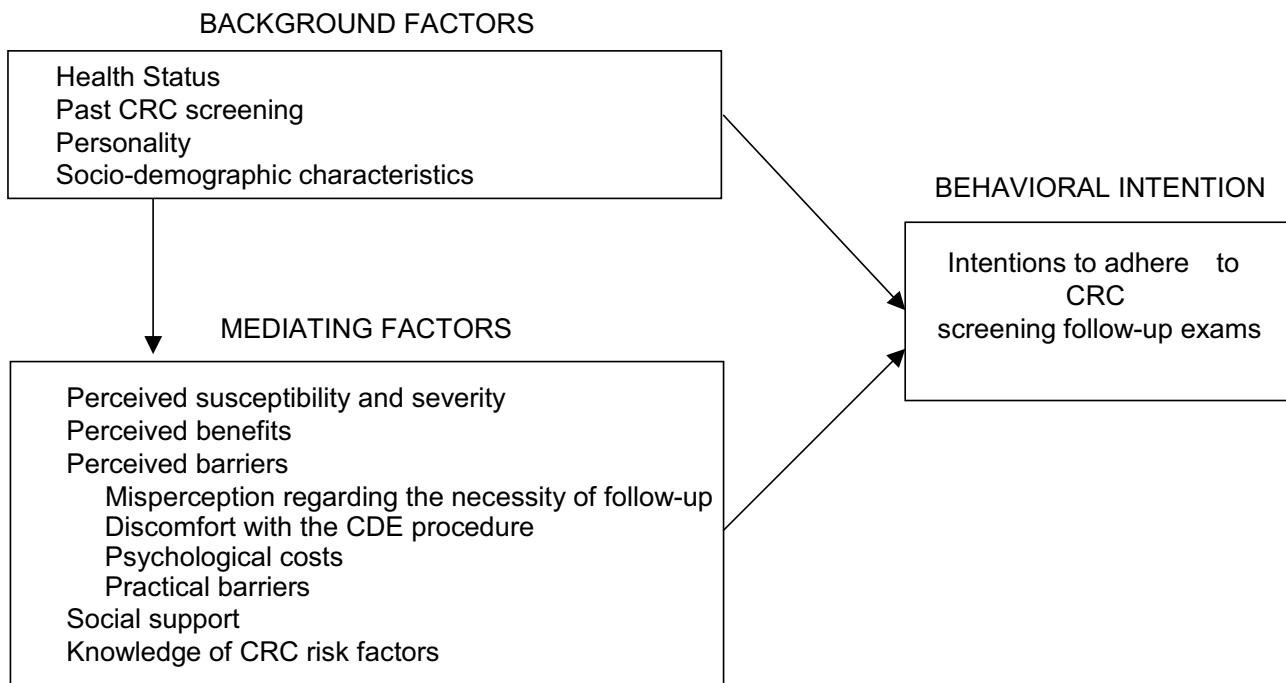 BACKGROUND FACTORS
Health Status
Past CRC screening
Personality
Socio-demographic characteristics
BEHAVIORAL INTENTION
Intentions to adhere to
CRC
screening follow-up exams
MEDIATING FACTORS
Perceived susceptibility and severity
Perceived benefits
Perceived barriers
Misperception regarding the necessity of follow-up
Discomfort with the CDE procedure
Psychological costs
Practical barriers
Social support
Knowledge of CRC risk factors